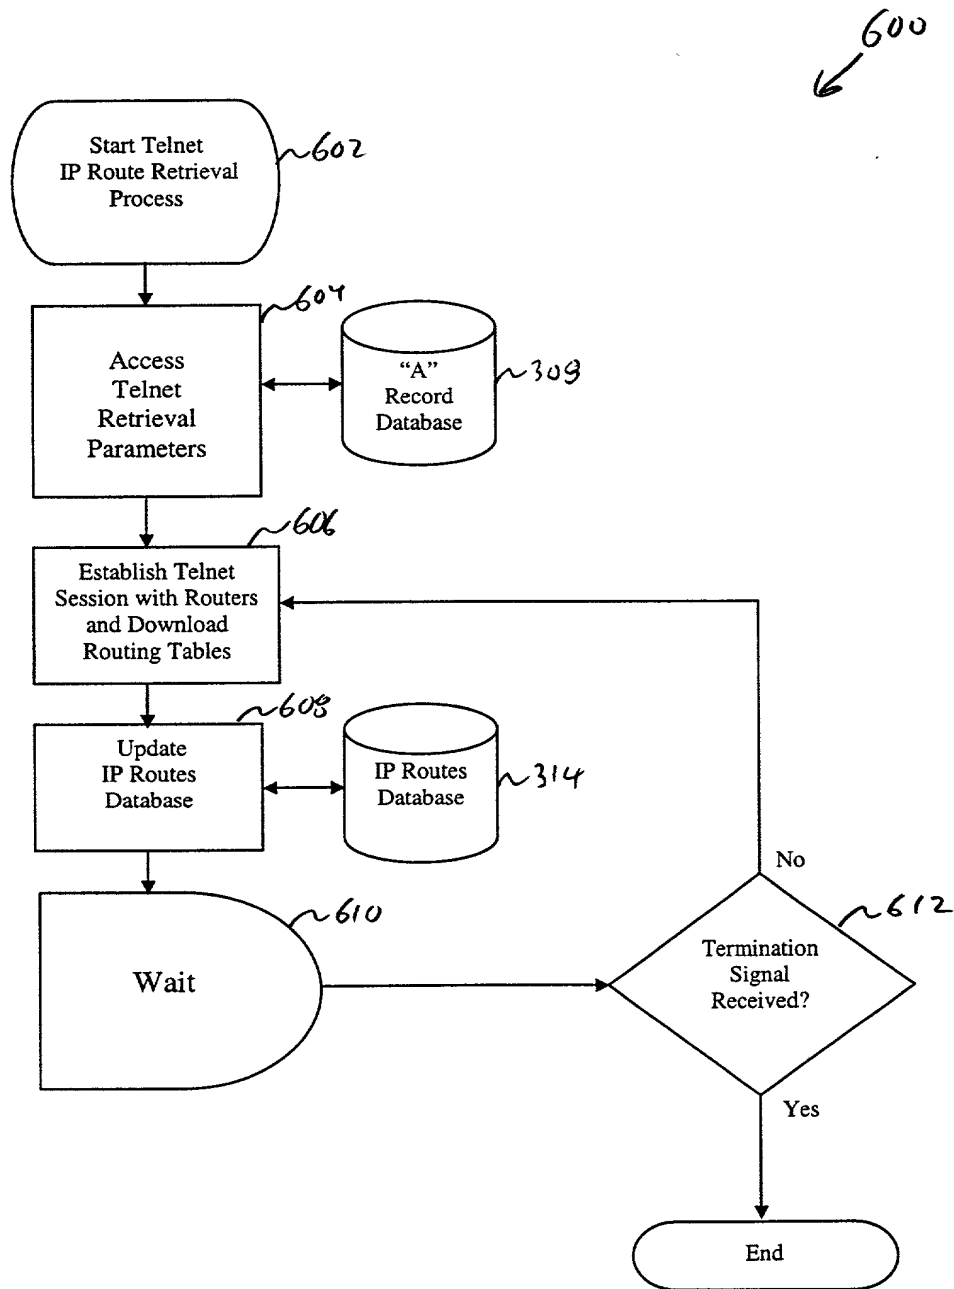 600
Start Telnet
IP Route Retrieval
Process
602
604
Access
Telnet
Retrieval
Parameters
"A"
Record
Database
308
606
Establish Telnet
Session with Routers
and Download
Routing Tables
608
Update
IP Routes
Database
IP Routes
Database
314
No
610
Wait
612
Termination
Signal
Received?
Yes
End